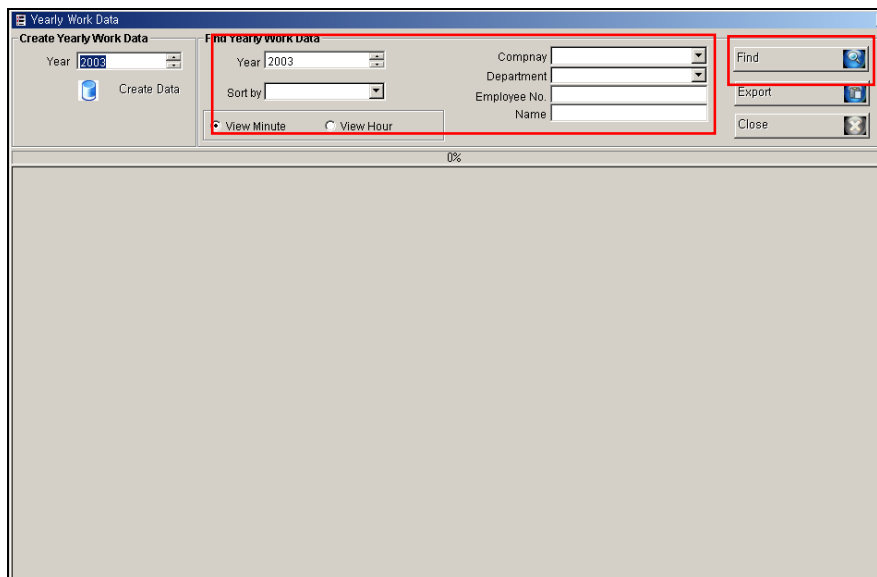 Yearly Work Data
Create Yearly Work Data
Year 2003
Create Data
Find Yearly Work Data
Year 2003
Sort by
View Minute View Hour
Compnay
Department
Employee No.
Name
Find
Export
Close
0%